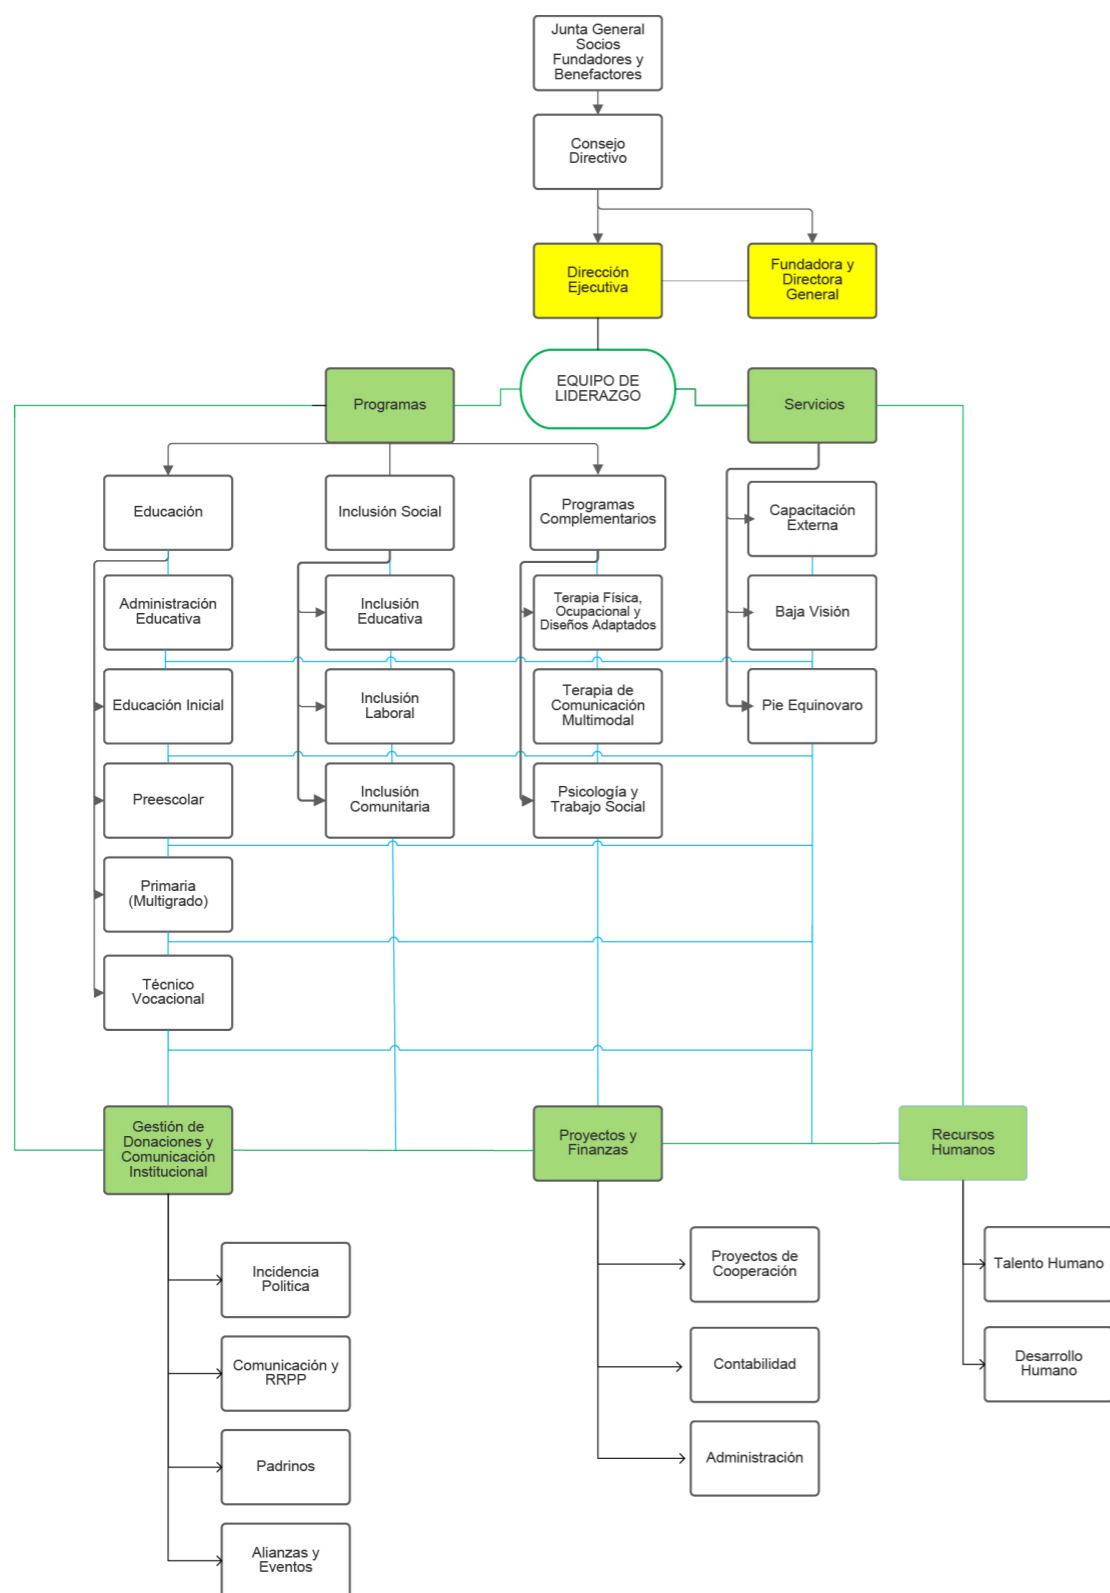 Junta General
Socios
Fundadores y
Benefactores
Consejo
Directivo
Dirección
Ejecutiva
Fundadora y
Directora
General
EQUIPO DE
LIDERAZGO
Programas
Servicios
Educación
Inclusión Social
Programas
Complementarios
Capacitación
Externa
Administración
Educativa
Inclusión
Educativa
Terapia Física,
Ocupacional y
Diseños Adaptados
Baja Visión
Educación Inicial
Inclusión
Laboral
Terapia de
Comunicación
Multimodal
Pie Equinovaro
Preescolar
Inclusión
Comunitaria
Psicología y
Trabajo Social
Primaria
(Multigrado)
Técnico
Vocacional
Gestión de
Donaciones y
Comunicación
Institucional
Proyectos y
Finanzas
Recursos
Humanos
Incidencia
Politica
Proyectos de
Cooperación
Talento Humano
Comunicación y
RRPP
Contabilidad
Desarrollo
Humano
Padrinos
Administración
Alianzas y
Eventos